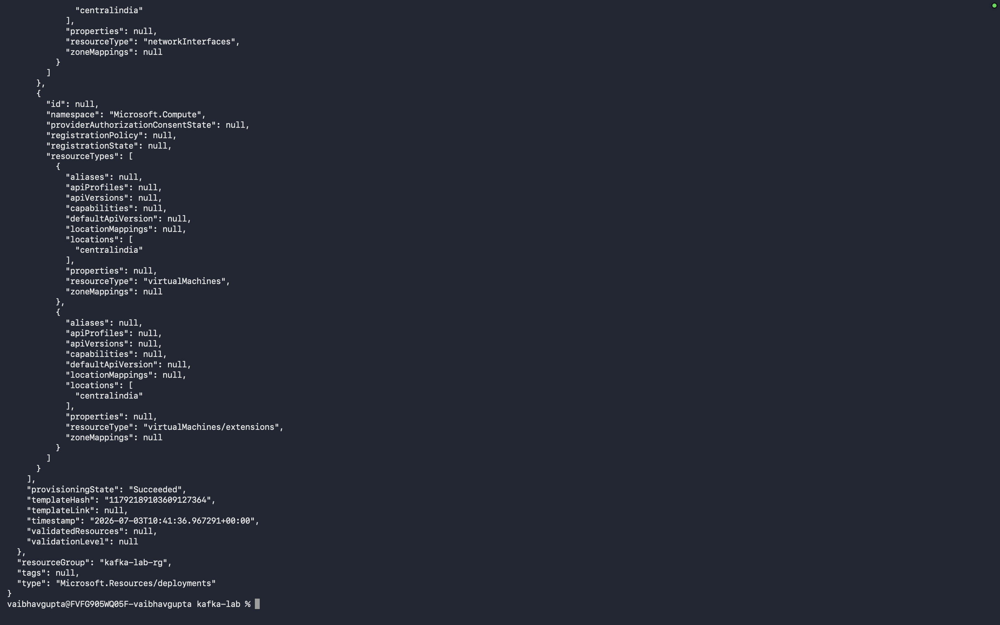 "centralindia"
            ],
            "properties": null,
            "resourceType": "networkInterfaces",
            "zoneMappings": null
          }
        ]
      },
      {
        "id": null,
        "namespace": "Microsoft.Compute",
        "providerAuthorizationConsentState": null,
        "registrationPolicy": null,
        "registrationState": null,
        "resourceTypes": [
          {
            "aliases": null,
            "apiProfiles": null,
            "apiVersions": null,
            "capabilities": null,
            "defaultApiVersion": null,
            "locationMappings": null,
            "locations": [
              "centralindia"
            ],
            "properties": null,
            "resourceType": "virtualMachines",
            "zoneMappings": null
          },
          {
            "aliases": null,
            "apiProfiles": null,
            "apiVersions": null,
            "capabilities": null,
            "defaultApiVersion": null,
            "locationMappings": null,
            "locations": [
              "centralindia"
            ],
            "properties": null,
            "resourceType": "virtualMachines/extensions",
            "zoneMappings": null
          }
        ]
      }
    ],
    "provisioningState": "Succeeded",
    "templateHash": "11792189103609127364",
    "templateLink": null,
    "timestamp": "2026-07-03T10:41:36.967291+00:00",
    "validatedResources": null,
    "validationLevel": null
  },
  "resourceGroup": "kafka-lab-rg",
  "tags": null,
  "type": "Microsoft.Resources/deployments"
}
vaibhavgupta@FVFG905WQ05F-vaibhavgupta kafka-lab %